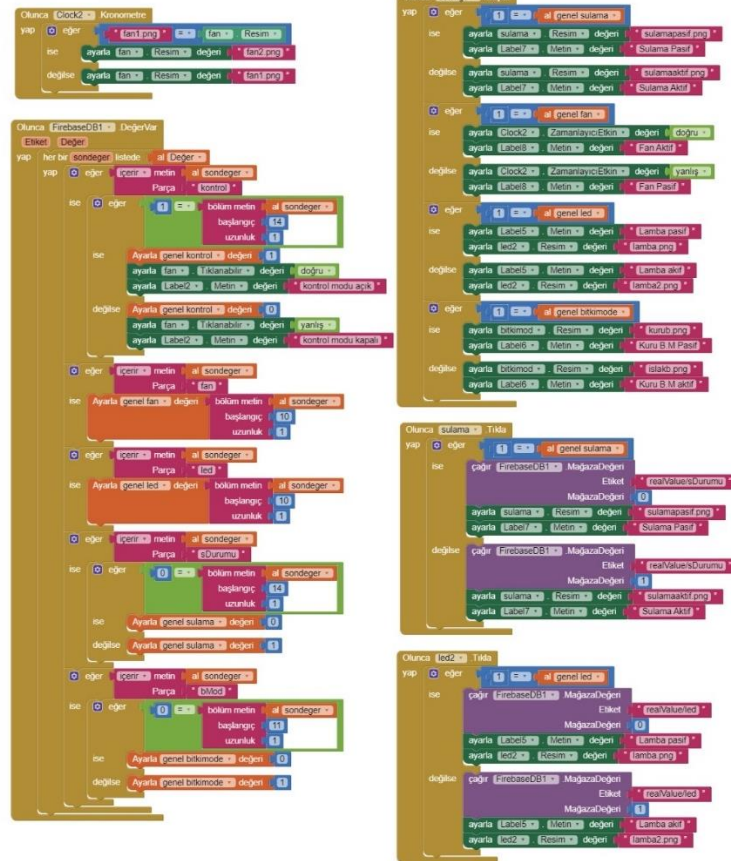 Olunca Clock2 Kronometre
yap eğer " fan1.png " = fan . Resim
ise ayarla fan . Resim değeri " fan2.png "
değilse ayarla fan . Resim değeri " fan1.png "
Olunca FirebaseDB1 .DeğerVar
Etiket Değer
yap her bir sondeger listede al Değer
yap eğer içerir metin al sondeger
Parça " kontrol "
ise eğer 1 = bölüm metin al sondeger
başlangıç 14
uzunluk 1
ise Ayarla genel kontrol değeri 1
ayarla fan . Tıklanabilir değeri doğru
ayarla Label2 . Metin değeri " kontrol modu açık "
değilse Ayarla genel kontrol değeri 0
ayarla fan . Tıklanabilir değeri yanlış
ayarla Label2 . Metin değeri " kontrol modu kapalı "
eğer içerir metin al sondeger
Parça " fan "
ise Ayarla genel fan değeri bölüm metin al sondeger
başlangıç 10
uzunluk 1
eğer içerir metin al sondeger
Parça " led "
ise Ayarla genel led değeri bölüm metin al sondeger
başlangıç 10
uzunluk 1
eğer içerir metin al sondeger
Parça " sDurumu "
ise eğer 0 = bölüm metin al sondeger
başlangıç 14
uzunluk 1
ise Ayarla genel sulama değeri 0
değilse Ayarla genel sulama değeri 1
eğer içerir metin al sondeger
Parça " bMod "
ise eğer 0 = bölüm metin al sondeger
başlangıç 11
uzunluk 1
ise Ayarla genel bitkimode değeri 0
değilse Ayarla genel bitkimode değeri 1
yap eğer 1 = al genel sulama
ise ayarla sulama . Resim değeri " sulamapasif.png "
ayarla Label7 . Metin değeri " Sulama Pasif "
değilse ayarla sulama . Resim değeri " sulamaaktif.png "
ayarla Label7 . Metin değeri " Sulama Aktif "
eğer 1 = al genel fan
ise ayarla Clock2 . ZamanlayıcıEtkin değeri doğru
ayarla Label8 . Metin değeri " Fan Aktif "
değilse ayarla Clock2 . ZamanlayıcıEtkin değeri yanlış
ayarla Label8 . Metin değeri " Fan Pasif "
eğer 1 = al genel led
ise ayarla Label5 . Metin değeri " Lamba pasif "
ayarla led2 . Resim değeri " lamba.png "
değilse ayarla Label5 . Metin değeri " Lamba akif "
ayarla led2 . Resim değeri " lamba2.png "
eğer 1 = al genel bitkimode
ise ayarla bitkimod . Resim değeri " kurub.png "
ayarla Label6 . Metin değeri " Kuru B.M Pasif "
değilse ayarla bitkimod . Resim değeri " islakb.png "
ayarla Label6 . Metin değeri " Kuru B.M aktif "
Olunca sulama .Tıkla
yap eğer 1 = al genel sulama
ise çağır FirebaseDB1 .MağazaDeğeri
Etiket " realValue/sDurumu "
MağazaDeğeri 0
ayarla sulama . Resim değeri " sulamapasif.png "
ayarla Label7 . Metin değeri " Sulama Pasif "
değilse çağır FirebaseDB1 .MağazaDeğeri
Etiket " realValue/sDurumu "
MağazaDeğeri 1
ayarla sulama . Resim değeri " sulamaaktif.png "
ayarla Label7 . Metin değeri " Sulama Aktif "
Olunca led2 .Tıkla
yap eğer 1 = al genel led
ise çağır FirebaseDB1 .MağazaDeğeri
Etiket " realValue/led "
MağazaDeğeri 0
ayarla Label5 . Metin değeri " Lamba pasif "
ayarla led2 . Resim değeri " lamba.png "
değilse çağır FirebaseDB1 .MağazaDeğeri
Etiket " realValue/led "
MağazaDeğeri 1
ayarla Label5 . Metin değeri " Lamba akif "
ayarla led2 . Resim değeri " lamba2.png "